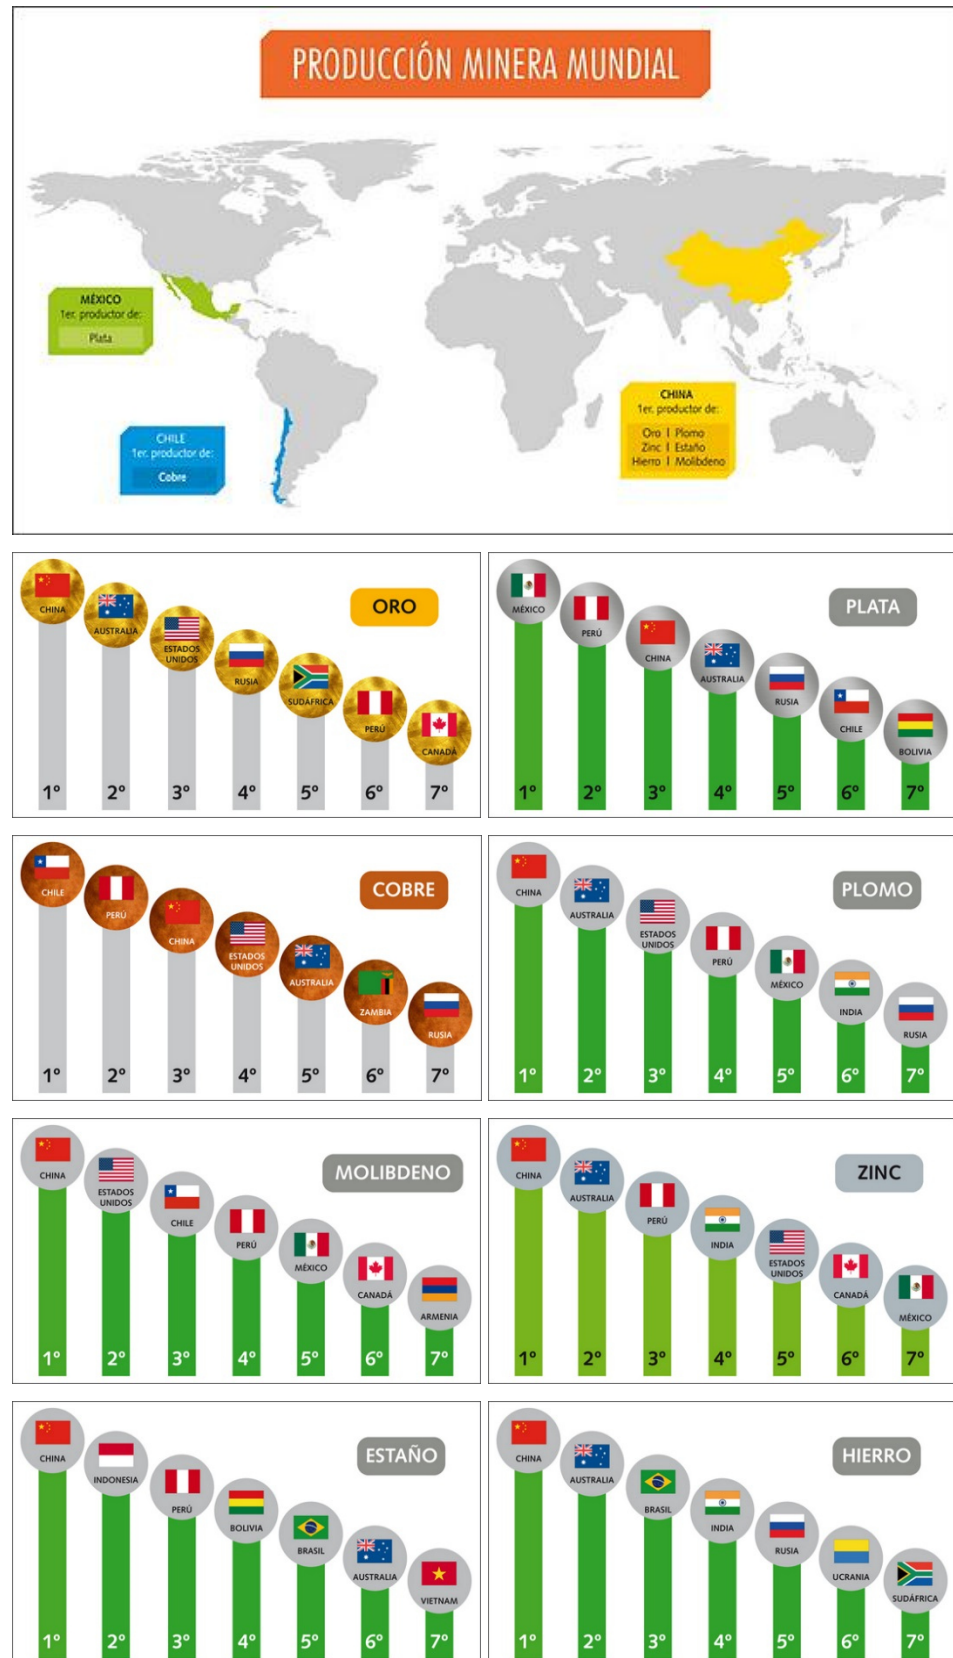 PRODUCCIÓN MINERA MUNDIAL
MÉXICO
1er. productor de:
Plata
CHILE
1er. productor de:
Cobre
CHINA
1er. productor de:
Oro | Plomo
Zinc | Estaño
Hierro | Molibdeno
ORO
CHINA
AUSTRALIA
ESTADOS
UNIDOS
RUSIA
SUDÁFRICA
PERÚ
CANADÁ
1º 2º 3º 4º 5º 6º 7º
PLATA
MÉXICO
PERÚ
CHINA
AUSTRALIA
RUSIA
CHILE
BOLIVIA
1º 2º 3º 4º 5º 6º 7º
COBRE
CHILE
PERÚ
CHINA
ESTADOS
UNIDOS
AUSTRALIA
ZAMBIA
RUSIA
1º 2º 3º 4º 5º 6º 7º
PLOMO
CHINA
AUSTRALIA
ESTADOS
UNIDOS
PERÚ
MÉXICO
INDIA
RUSIA
1º 2º 3º 4º 5º 6º 7º
MOLIBDENO
CHINA
ESTADOS
UNIDOS
CHILE
PERÚ
MÉXICO
CANADÁ
ARMENIA
1º 2º 3º 4º 5º 6º 7º
ZINC
CHINA
AUSTRALIA
PERÚ
INDIA
ESTADOS
UNIDOS
CANADÁ
MÉXICO
1º 2º 3º 4º 5º 6º 7º
ESTAÑO
CHINA
INDONESIA
PERÚ
BOLIVIA
BRASIL
AUSTRALIA
VIETNAM
1º 2º 3º 4º 5º 6º 7º
HIERRO
CHINA
AUSTRALIA
BRASIL
INDIA
RUSIA
UCRANIA
SUDÁFRICA
1º 2º 3º 4º 5º 6º 7º